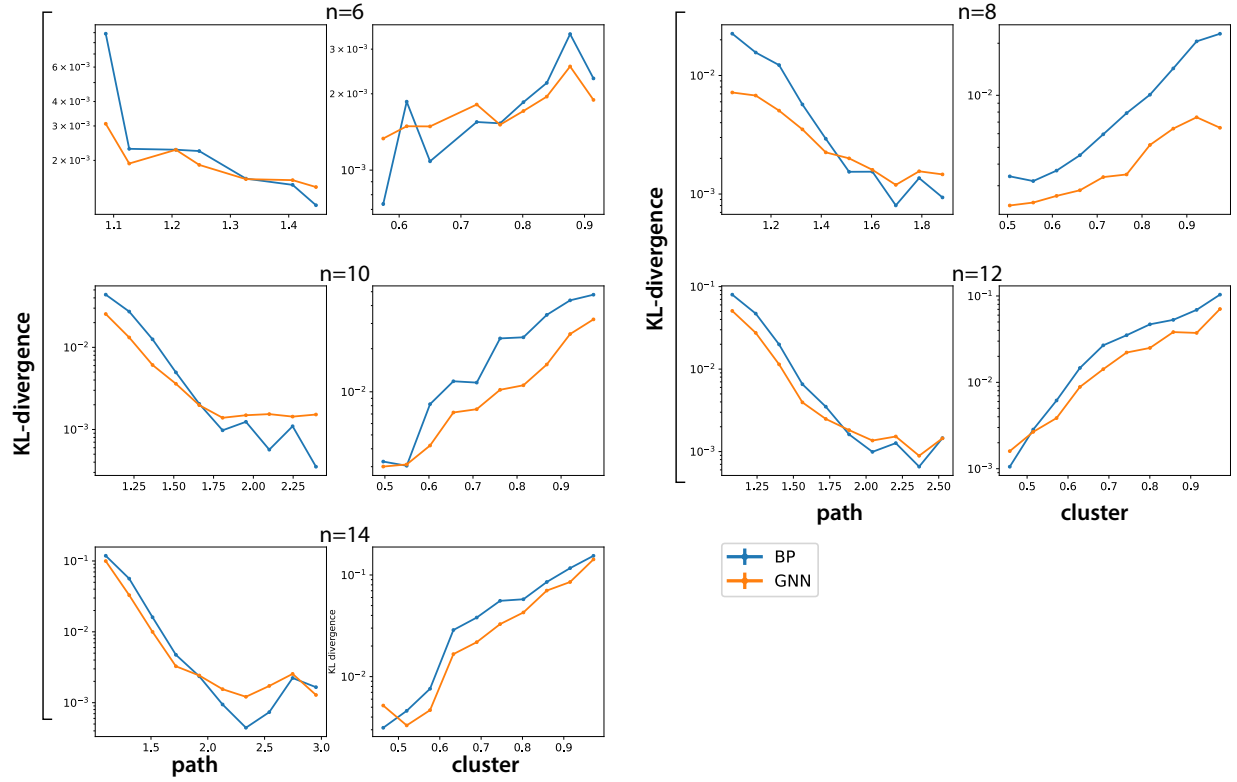 n=6
n=8
6 × 10⁻³
4 × 10⁻³
3 × 10⁻³
2 × 10⁻³
1.1 1.2 1.3 1.4
3 × 10⁻³
2 × 10⁻³
10⁻³
0.6 0.7 0.8 0.9
10⁻²
10⁻³
1.2 1.4 1.6 1.8
10⁻²
0.5 0.6 0.7 0.8 0.9
KL-divergence
KL-divergence
n=10
n=12
10⁻²
10⁻³
1.25 1.50 1.75 2.00 2.25
10⁻²
0.5 0.6 0.7 0.8 0.9
10⁻¹
10⁻²
10⁻³
1.25 1.50 1.75 2.00 2.25 2.50
10⁻¹
10⁻²
10⁻³
0.5 0.6 0.7 0.8 0.9
path cluster
BP
GNN
n=14
10⁻¹
10⁻²
10⁻³
1.5 2.0 2.5 3.0
KL divergence
10⁻¹
10⁻²
0.5 0.6 0.7 0.8 0.9
path cluster